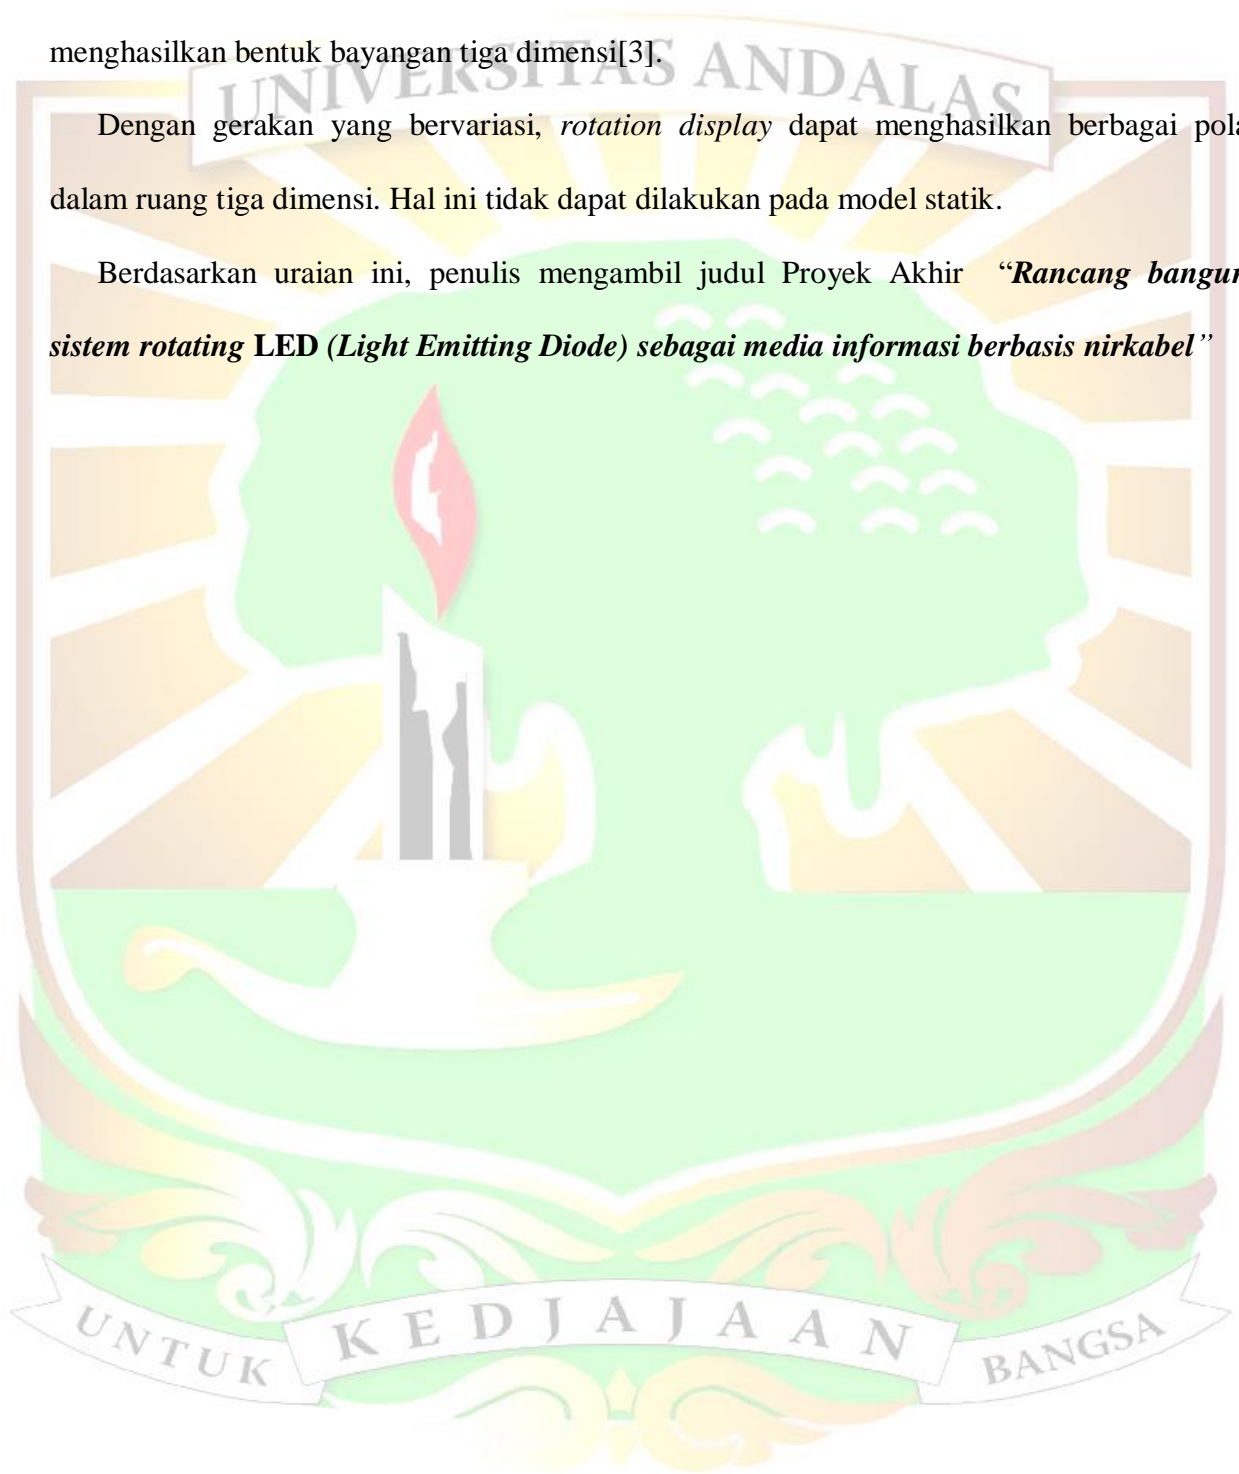 menghasilkan bentuk bayangan tiga dimensi[3].
UNIVERSITAS ANDALAS
Dengan gerakan yang bervariasi, rotation display dapat menghasilkan berbagai pola
dalam ruang tiga dimensi. Hal ini tidak dapat dilakukan pada model statik.
Berdasarkan uraian ini, penulis mengambil judul Proyek Akhir “Rancang bangun
sistem rotating LED (Light Emitting Diode) sebagai media informasi berbasis nirkabel”
UNTUK KEDJAJAAN BANGSA